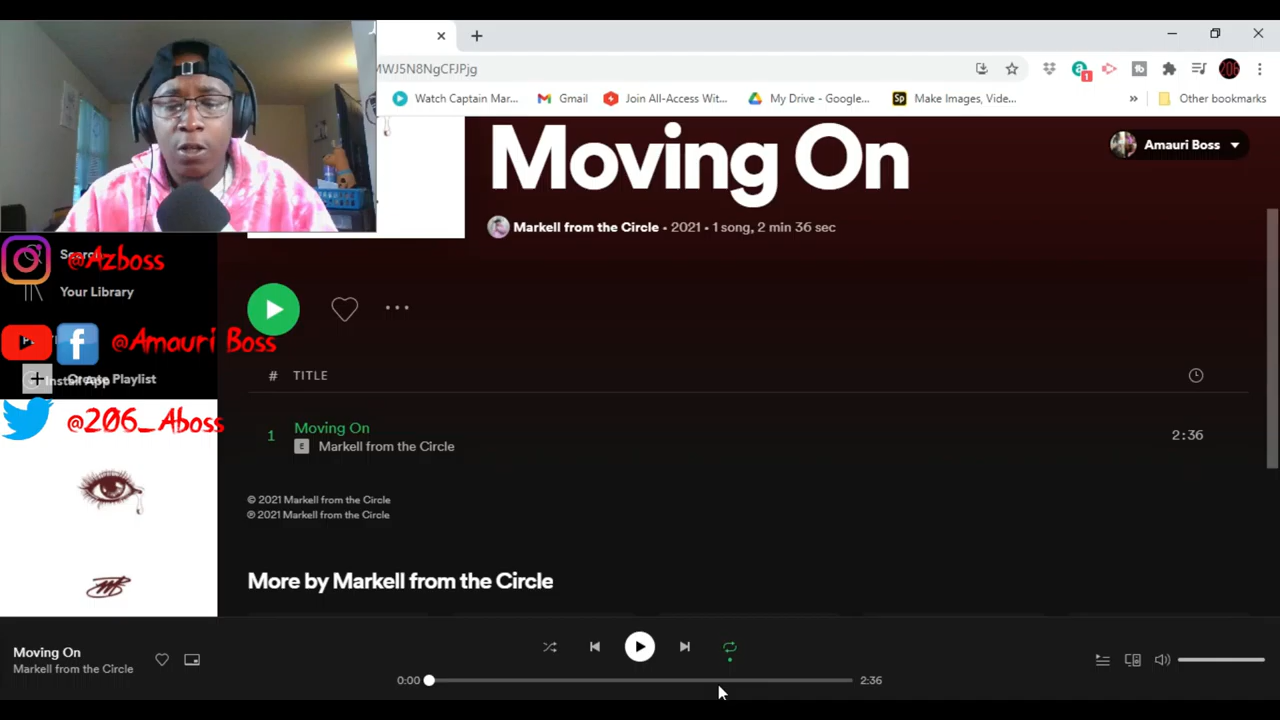 MWJ5N8NgCFJPjg
Watch Captain Mar...
Gmail
Join All-Access Wit...
My Drive - Google...
Make Images, Vide...
»
Other bookmarks
Moving On
Amauri Boss
Markell from the Circle • 2021 • 1 song, 2 min 36 sec
Search
@Azboss
Your Library
@Amauri Boss
Create Playlist
Install App
@206_Aboss
# TITLE
1 Moving On 2:36
E Markell from the Circle
© 2021 Markell from the Circle
℗ 2021 Markell from the Circle
More by Markell from the Circle
Moving On
Markell from the Circle
0:00 2:36